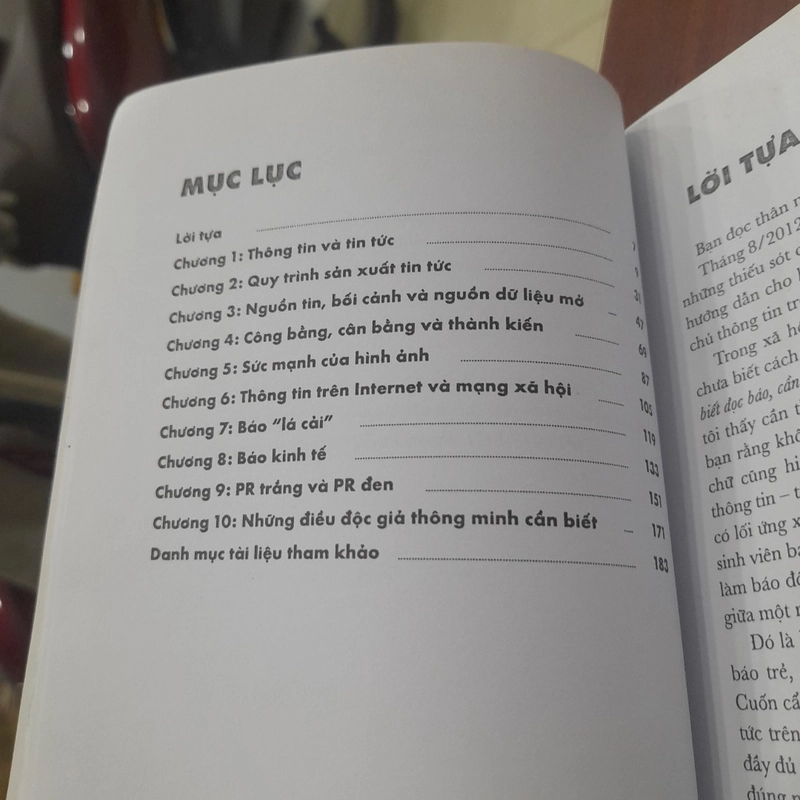 MỤC LỤC
Lời tựa 7
Chương 1: Thông tin và tin tức 9
Chương 2: Quy trình sản xuất tin tức 31
Chương 3: Nguồn tin, bối cảnh và nguồn dữ liệu mở 47
Chương 4: Công bằng, cân bằng và thành kiến 69
Chương 5: Sức mạnh của hình ảnh 87
Chương 6: Thông tin trên Internet và mạng xã hội 105
Chương 7: Báo “lá cải” 119
Chương 8: Báo kinh tế 133
Chương 9: PR trắng và PR đen 151
Chương 10: Những điều độc giả thông minh cần biết 171
Danh mục tài liệu tham khảo 183
LỜI TỰA
Bạn đọc thân
Tháng 8/2012
những thiếu sót
hướng dẫn cho
chủ thông tin
Trong xã
chưa biết cách
biết đọc báo, cần
tôi thấy cần
bạn rằng
chữ cũng
thông tin –
có lối ứng
sinh viên
làm báo
giữa một
Đó là
báo trẻ,
Cuốn
tức trên
đầy đủ
đúng